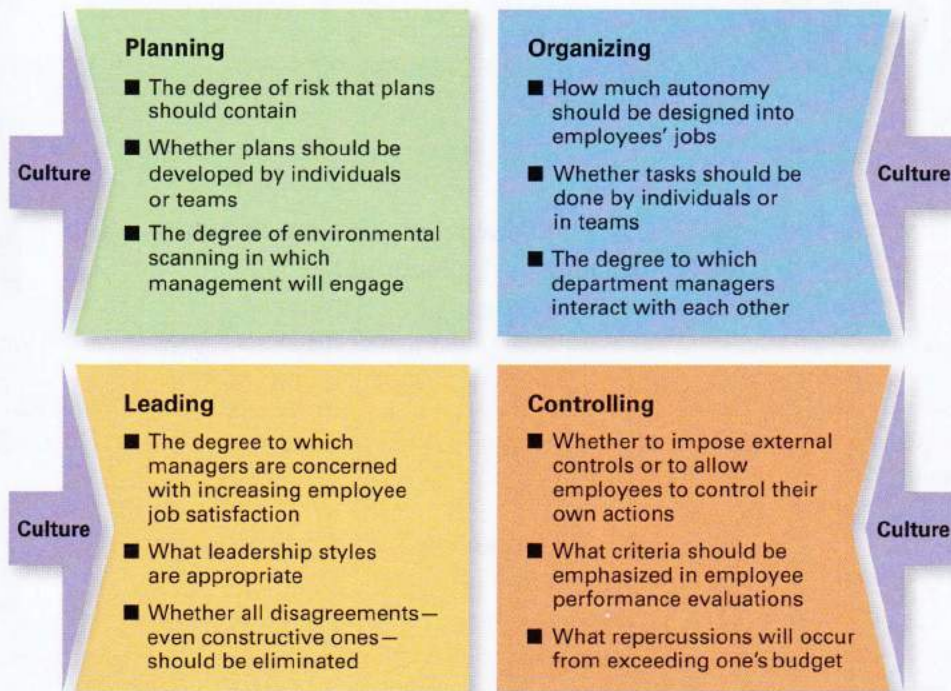 Culture
Planning
■ The degree of risk that plans
should contain
■ Whether plans should be
developed by individuals
or teams
■ The degree of environmental
scanning in which
management will engage
Organizing
■ How much autonomy
should be designed into
employees' jobs
■ Whether tasks should be
done by individuals or
in teams
■ The degree to which
department managers
interact with each other
Culture
Culture
Leading
■ The degree to which
managers are concerned
with increasing employee
job satisfaction
■ What leadership styles
are appropriate
■ Whether all disagreements—
even constructive ones—
should be eliminated
Controlling
■ Whether to impose external
controls or to allow
employees to control their
own actions
■ What criteria should be
emphasized in employee
performance evaluations
■ What repercussions will occur
from exceeding one's budget
Culture